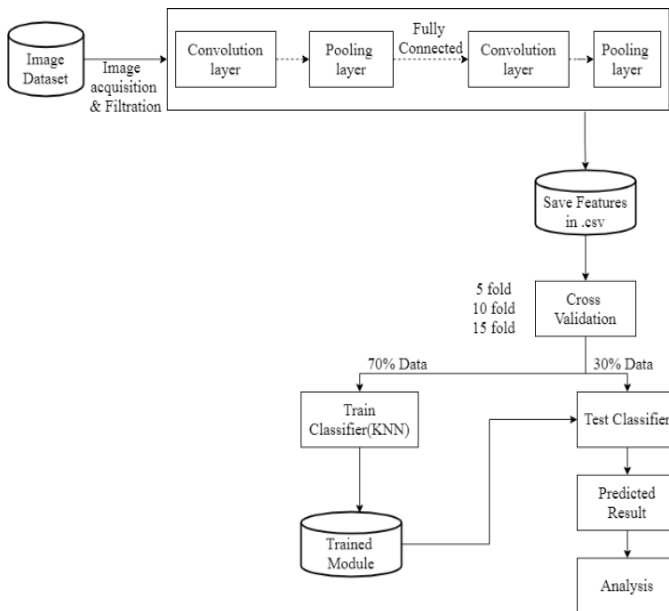 Image
Dataset
Image
acquisition
& Filtration
Convolution
layer
Pooling
layer
Fully
Connected
Convolution
layer
Pooling
layer
Save Features
in .csv
5 fold
10 fold
15 fold
Cross
Validation
70% Data
30% Data
Train
Classifier(KNN)
Test Classifier
Trained
Module
Predicted
Result
Analysis